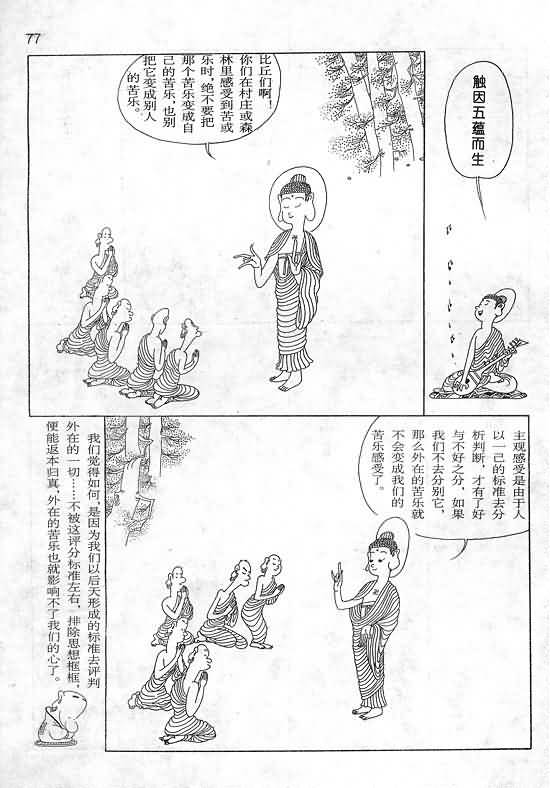 77
触因五蕴而生
比丘们啊！
你们在村庄或森
林里感受到苦或
乐时，绝不要把
那个苦乐变成自
己的苦乐，也别
把它变成别人
的苦乐。
主观感受是由于人
以一己的标准去分
析判断，才有了好
与不好之分，如果
我们不去分别它，
那么外在的苦乐就
不会变成我们的
苦乐感受了。
我们觉得如何，是因为我们以后天形成的标准去评判
外在的一切……不被这评分标准左右，排除思想框框，
便能返本归真，外在的苦乐也就影响不了我们的心了。